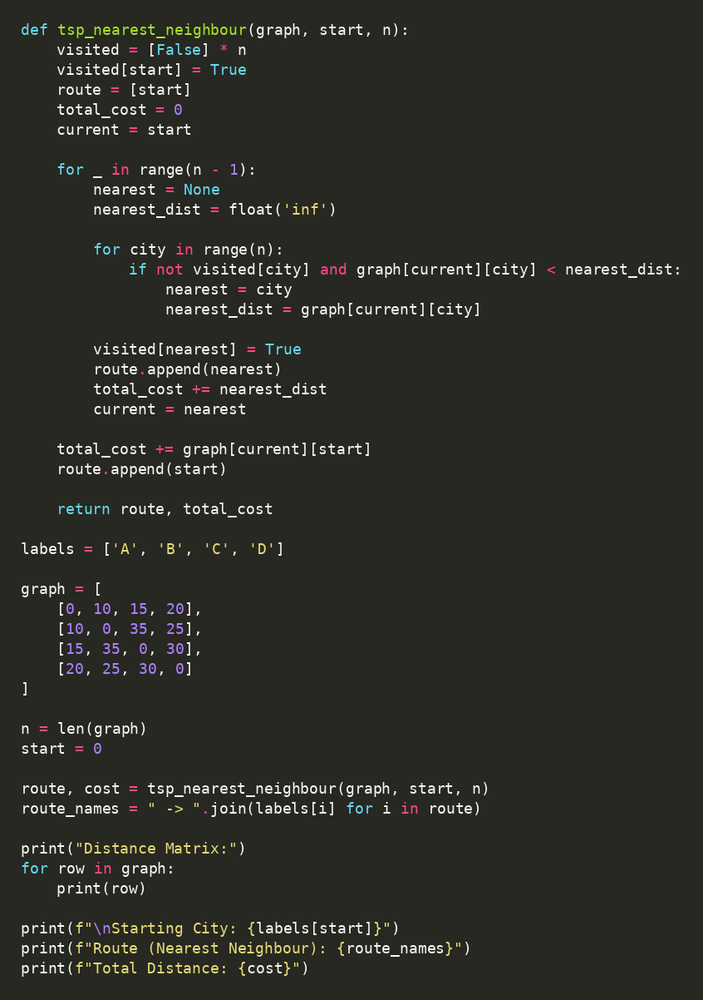 def tsp_nearest_neighbour(graph, start, n):
    visited = [False] * n
    visited[start] = True
    route = [start]
    total_cost = 0
    current = start

    for _ in range(n - 1):
        nearest = None
        nearest_dist = float('inf')

        for city in range(n):
            if not visited[city] and graph[current][city] < nearest_dist:
                nearest = city
                nearest_dist = graph[current][city]

        visited[nearest] = True
        route.append(nearest)
        total_cost += nearest_dist
        current = nearest

    total_cost += graph[current][start]
    route.append(start)

    return route, total_cost

labels = ['A', 'B', 'C', 'D']

graph = [
    [0, 10, 15, 20],
    [10, 0, 35, 25],
    [15, 35, 0, 30],
    [20, 25, 30, 0]
]

n = len(graph)
start = 0

route, cost = tsp_nearest_neighbour(graph, start, n)
route_names = " -> ".join(labels[i] for i in route)

print("Distance Matrix:")
for row in graph:
    print(row)

print(f"\nStarting City: {labels[start]}")
print(f"Route (Nearest Neighbour): {route_names}")
print(f"Total Distance: {cost}")